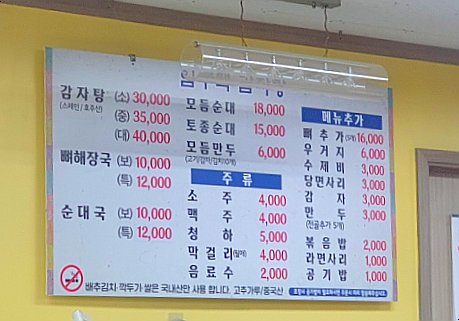 감자탕 (소) 30,000
(스페인/호주산)
(중) 35,000
(대) 40,000
뼈해장국 (보) 10,000
(특) 12,000
순대국 (보) 10,000
(특) 12,000
모듬순대 18,000
토종순대 15,000
모듬만두 6,000
주류
소주 4,000
맥주 4,000
청하 5,000
막걸리 4,000
음료수 2,000
메뉴추가
뼈추가 16,000
우거지 6,000
수제비 3,000
당면사리 3,000
감자 3,000
만두 3,000
(전골추가 5개)
볶음밥 2,000
라면사리 1,000
공기밥 1,000
배추김치·깍두기·쌀은 국내산만 사용 합니다. 고추가루/중국산